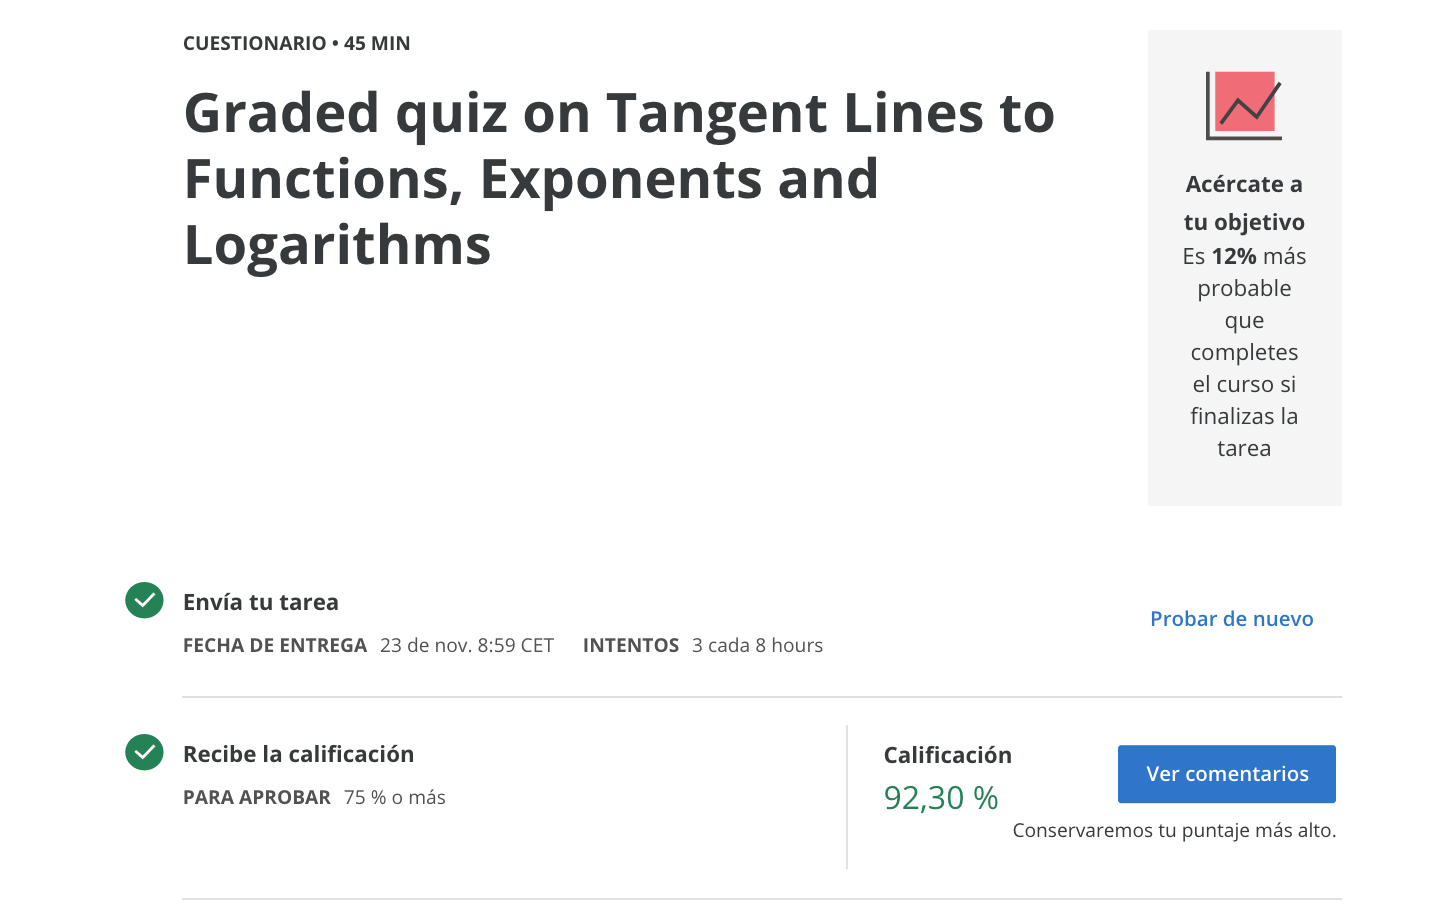 CUESTIONARIO • 45 MIN
Graded quiz on Tangent Lines to
Functions, Exponents and
Logarithms
Acércate a
tu objetivo
Es 12% más
probable
que
completes
el curso si
finalizas la
tarea
Envía tu tarea
FECHA DE ENTREGA 23 de nov. 8:59 CET INTENTOS 3 cada 8 hours
Probar de nuevo
Recibe la calificación
PARA APROBAR 75 % o más
Calificación
92,30 %
Ver comentarios
Conservaremos tu puntaje más alto.